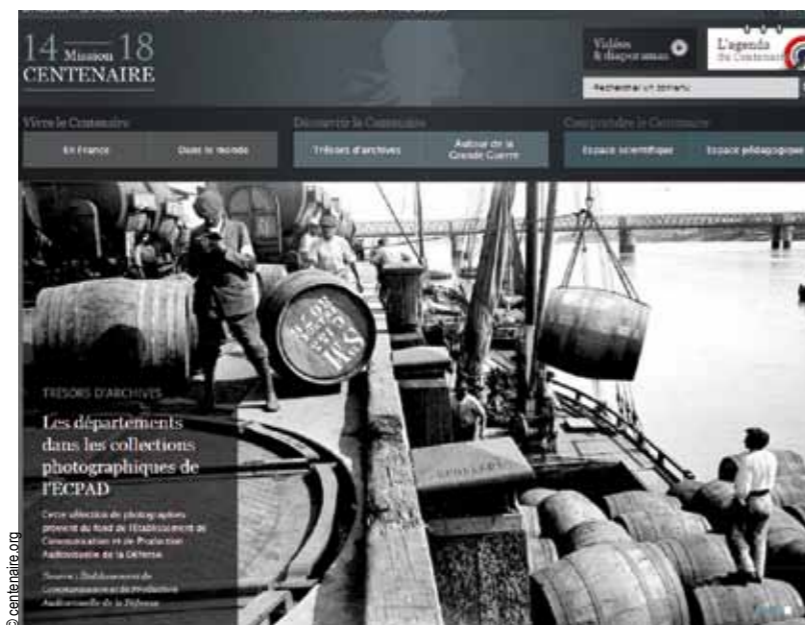 14 Mission 18
CENTENAIRE
Vidéos
& diaporamas
L'agenda
du Centenaire
Rechercher un contenu
Vivre le Centenaire
Découvrir le Centenaire
Comprendre le Centenaire
En France
Dans le monde
Trésors d'archives
Autour de la
Grande Guerre
Espace scientifique
Espace pédagogique
TRÉSORS D'ARCHIVES
Les départements
dans les collections
photographiques de
l'ECPAD
Cette sélection de photographies
provient du fond de l'Établissement de
Communication et de Production
Audiovisuelle de la Défense
Source : Établissement de
Communication et de Production
Audiovisuelle de la Défense
© centenaire.org